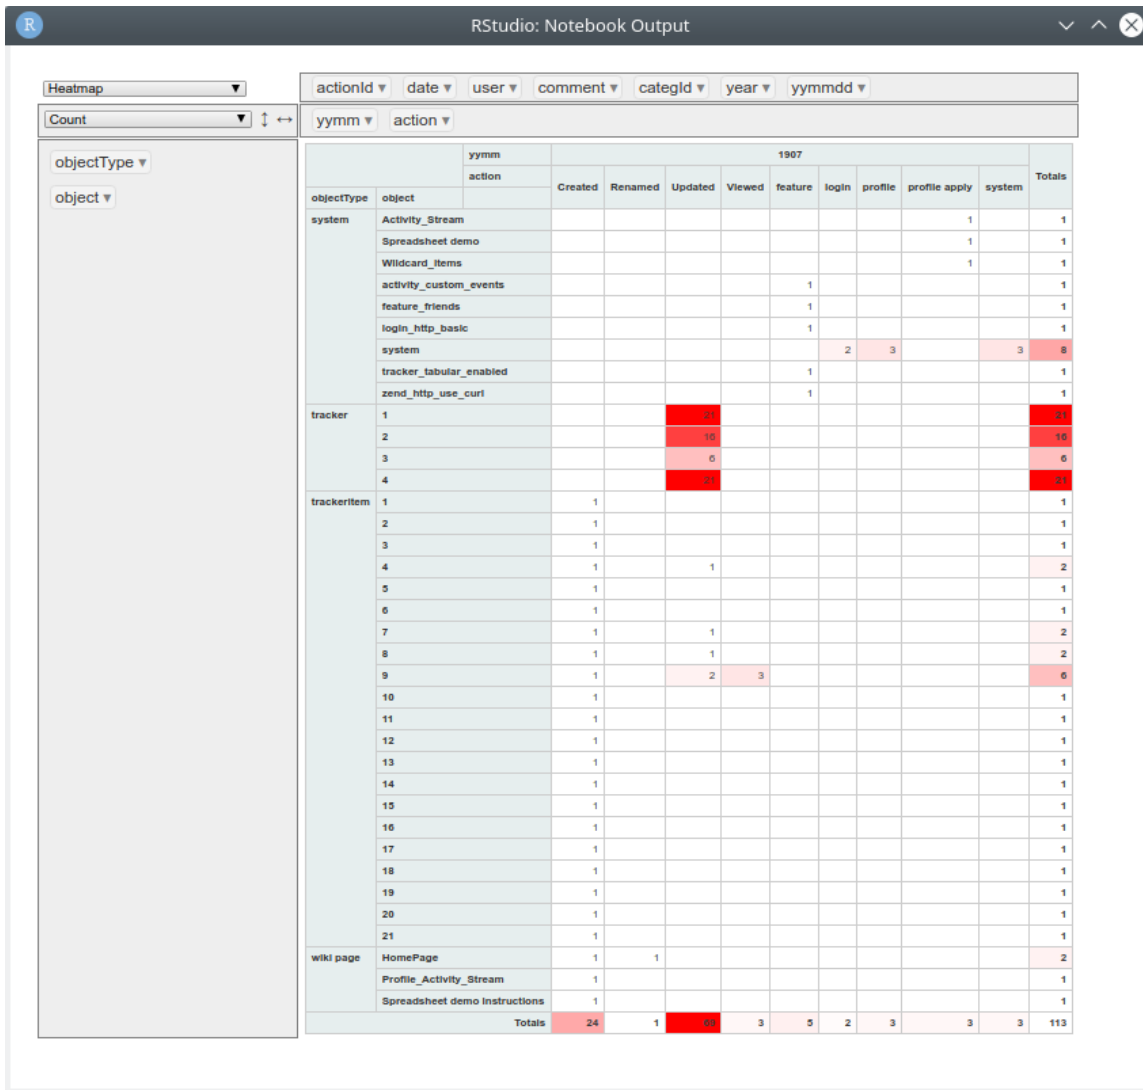 RStudio: Notebook Output
Heatmap ▼ actionId ▾ date ▾ user ▾ comment ▾ categId ▾ year ▾ yymmdd ▾
Count ▼ ↕ ↔ yymm ▾ action ▾
objectType ▾
object ▾
yymm 1907 Totals
action Created Renamed Updated Viewed feature login profile profile apply system
objectType object
system Activity_Stream 1 1
Spreadsheet demo 1 1
Wildcard_Items 1 1
activity_custom_events 1 1
feature_friends 1 1
login_http_basic 1 1
system 2 3 3 8
tracker_tabular_enabled 1 1
zend_http_use_curl 1 1
tracker 1 21 21
2 16 16
3 6 6
4 21 21
trackeritem 1 1 1
2 1 1
3 1 1
4 1 1 2
5 1 1
6 1 1
7 1 1 2
8 1 1 2
9 1 2 3 6
10 1 1
11 1 1
12 1 1
13 1 1
14 1 1
15 1 1
16 1 1
17 1 1
18 1 1
19 1 1
20 1 1
21 1 1
wiki page HomePage 1 1 2
Profile_Activity_Stream 1 1
Spreadsheet demo Instructions 1 1
Totals 24 1 69 3 5 2 3 3 3 113